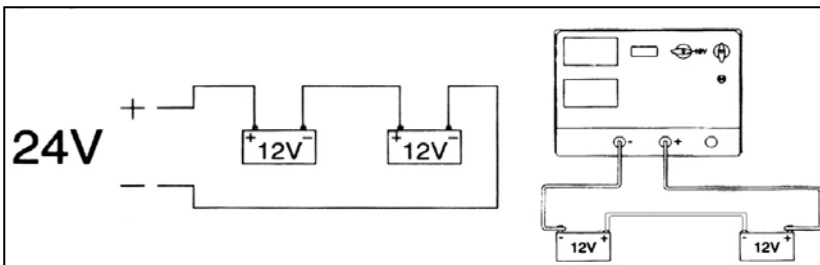 24V
+
−
+ 12V −
+ 12V −
- +
- 12V +
- 12V +